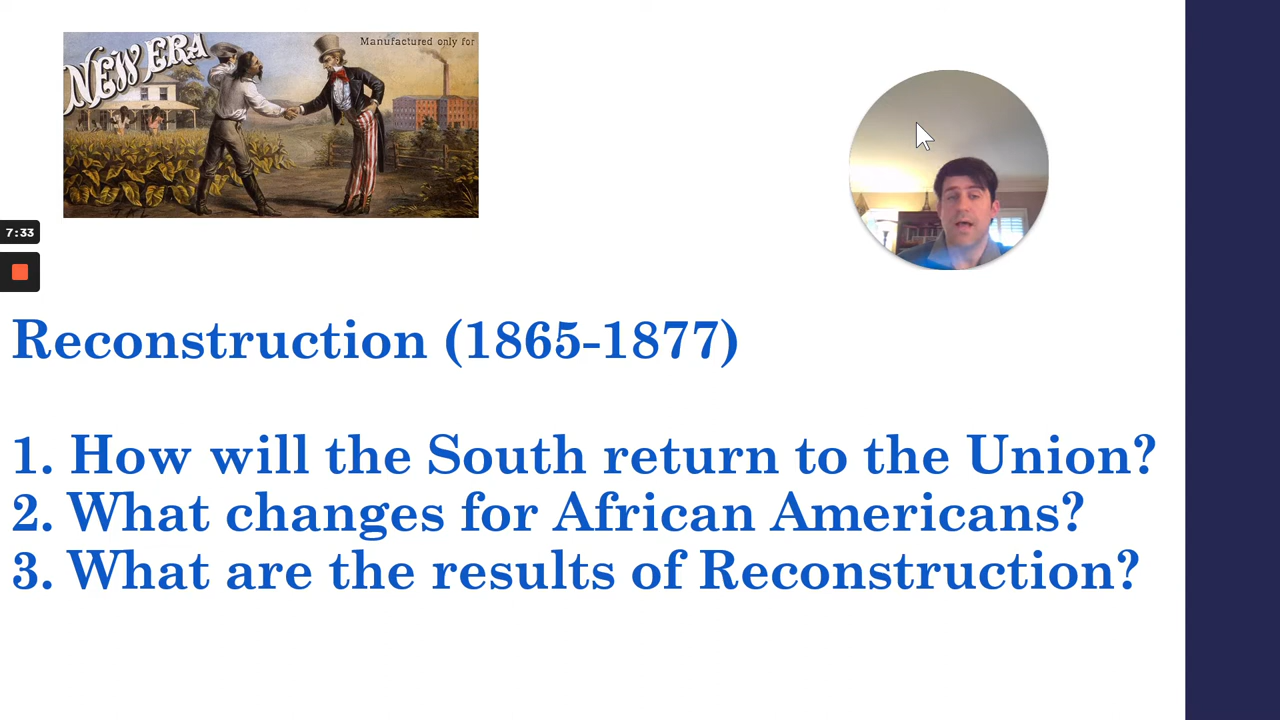 NEW ERA
Manufactured only for
7:33
Reconstruction (1865-1877)
1. How will the South return to the Union?
2. What changes for African Americans?
3. What are the results of Reconstruction?